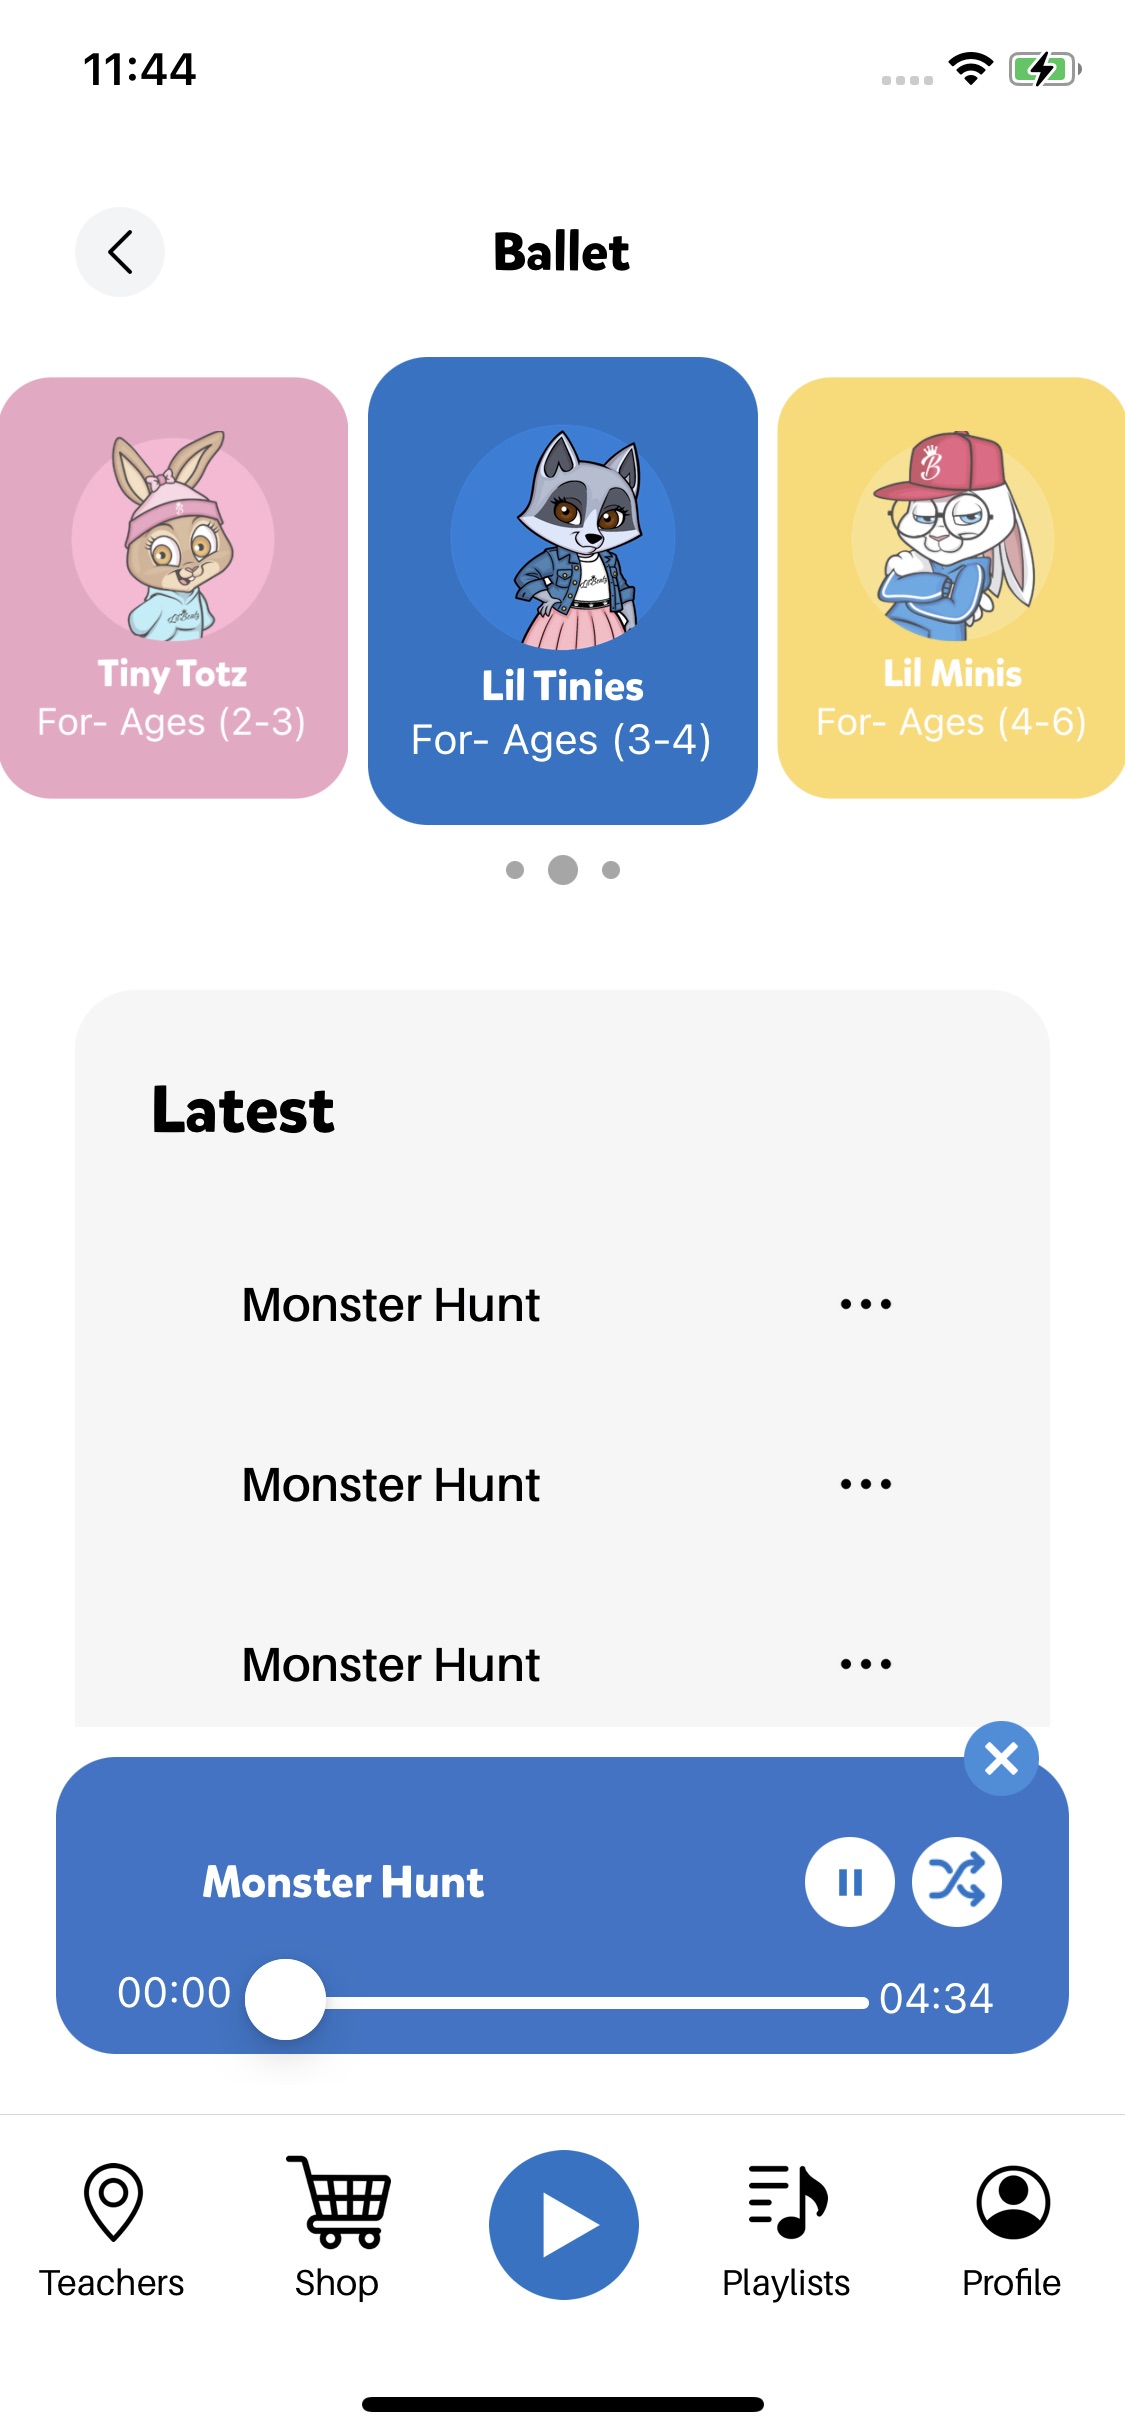 11:44
Ballet
Tiny Totz
For- Ages (2-3)
B
LilBeatz
Lil Tinies
For- Ages (3-4)
B
Lil Minis
For- Ages (4-6)
Latest
Monster Hunt
Monster Hunt
Monster Hunt
Monster Hunt
00:00
04:34
Teachers
Shop
Playlists
Profile